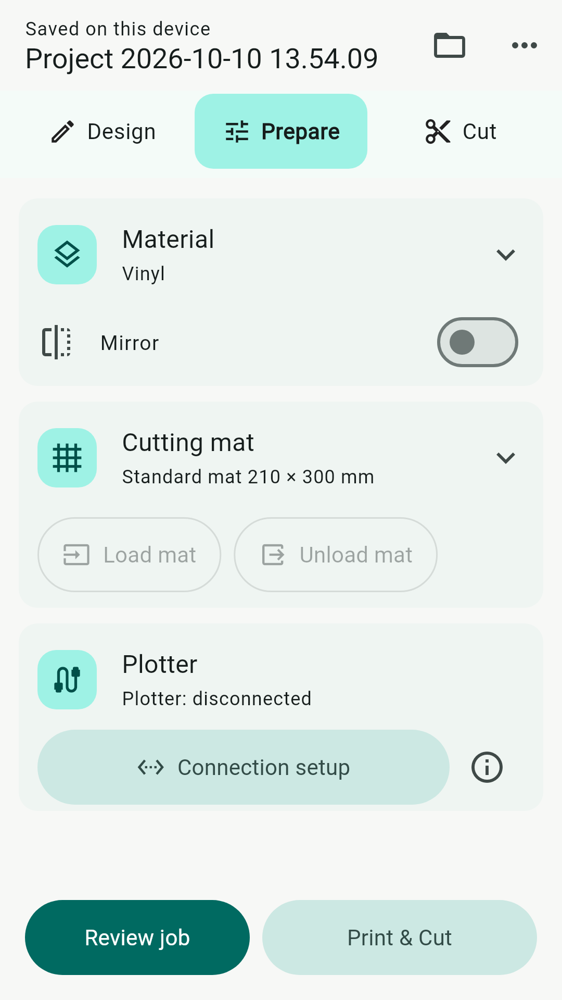 Saved on this device
Project 2026-10-10 13.54.09
Design
Prepare
Cut
Material
Vinyl
Mirror
Cutting mat
Standard mat 210 × 300 mm
Load mat
Unload mat
Plotter
Plotter: disconnected
Connection setup
Review job
Print & Cut